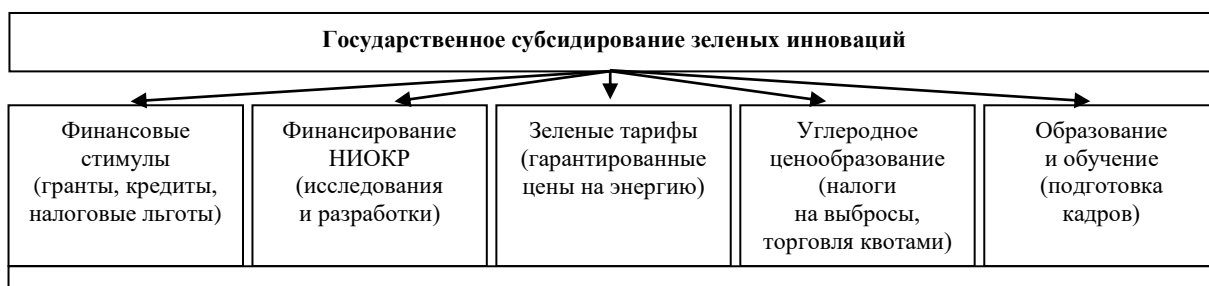 Государственное субсидирование зеленых инноваций
Финансовые
стимулы
(гранты, кредиты,
налоговые льготы)
Финансирование
НИОКР
(исследования
и разработки)
Зеленые тарифы
(гарантированные
цены на энергию)
Углеродное
ценообразование
(налоги
на выбросы,
торговля квотами)
Образование
и обучение
(подготовка
кадров)